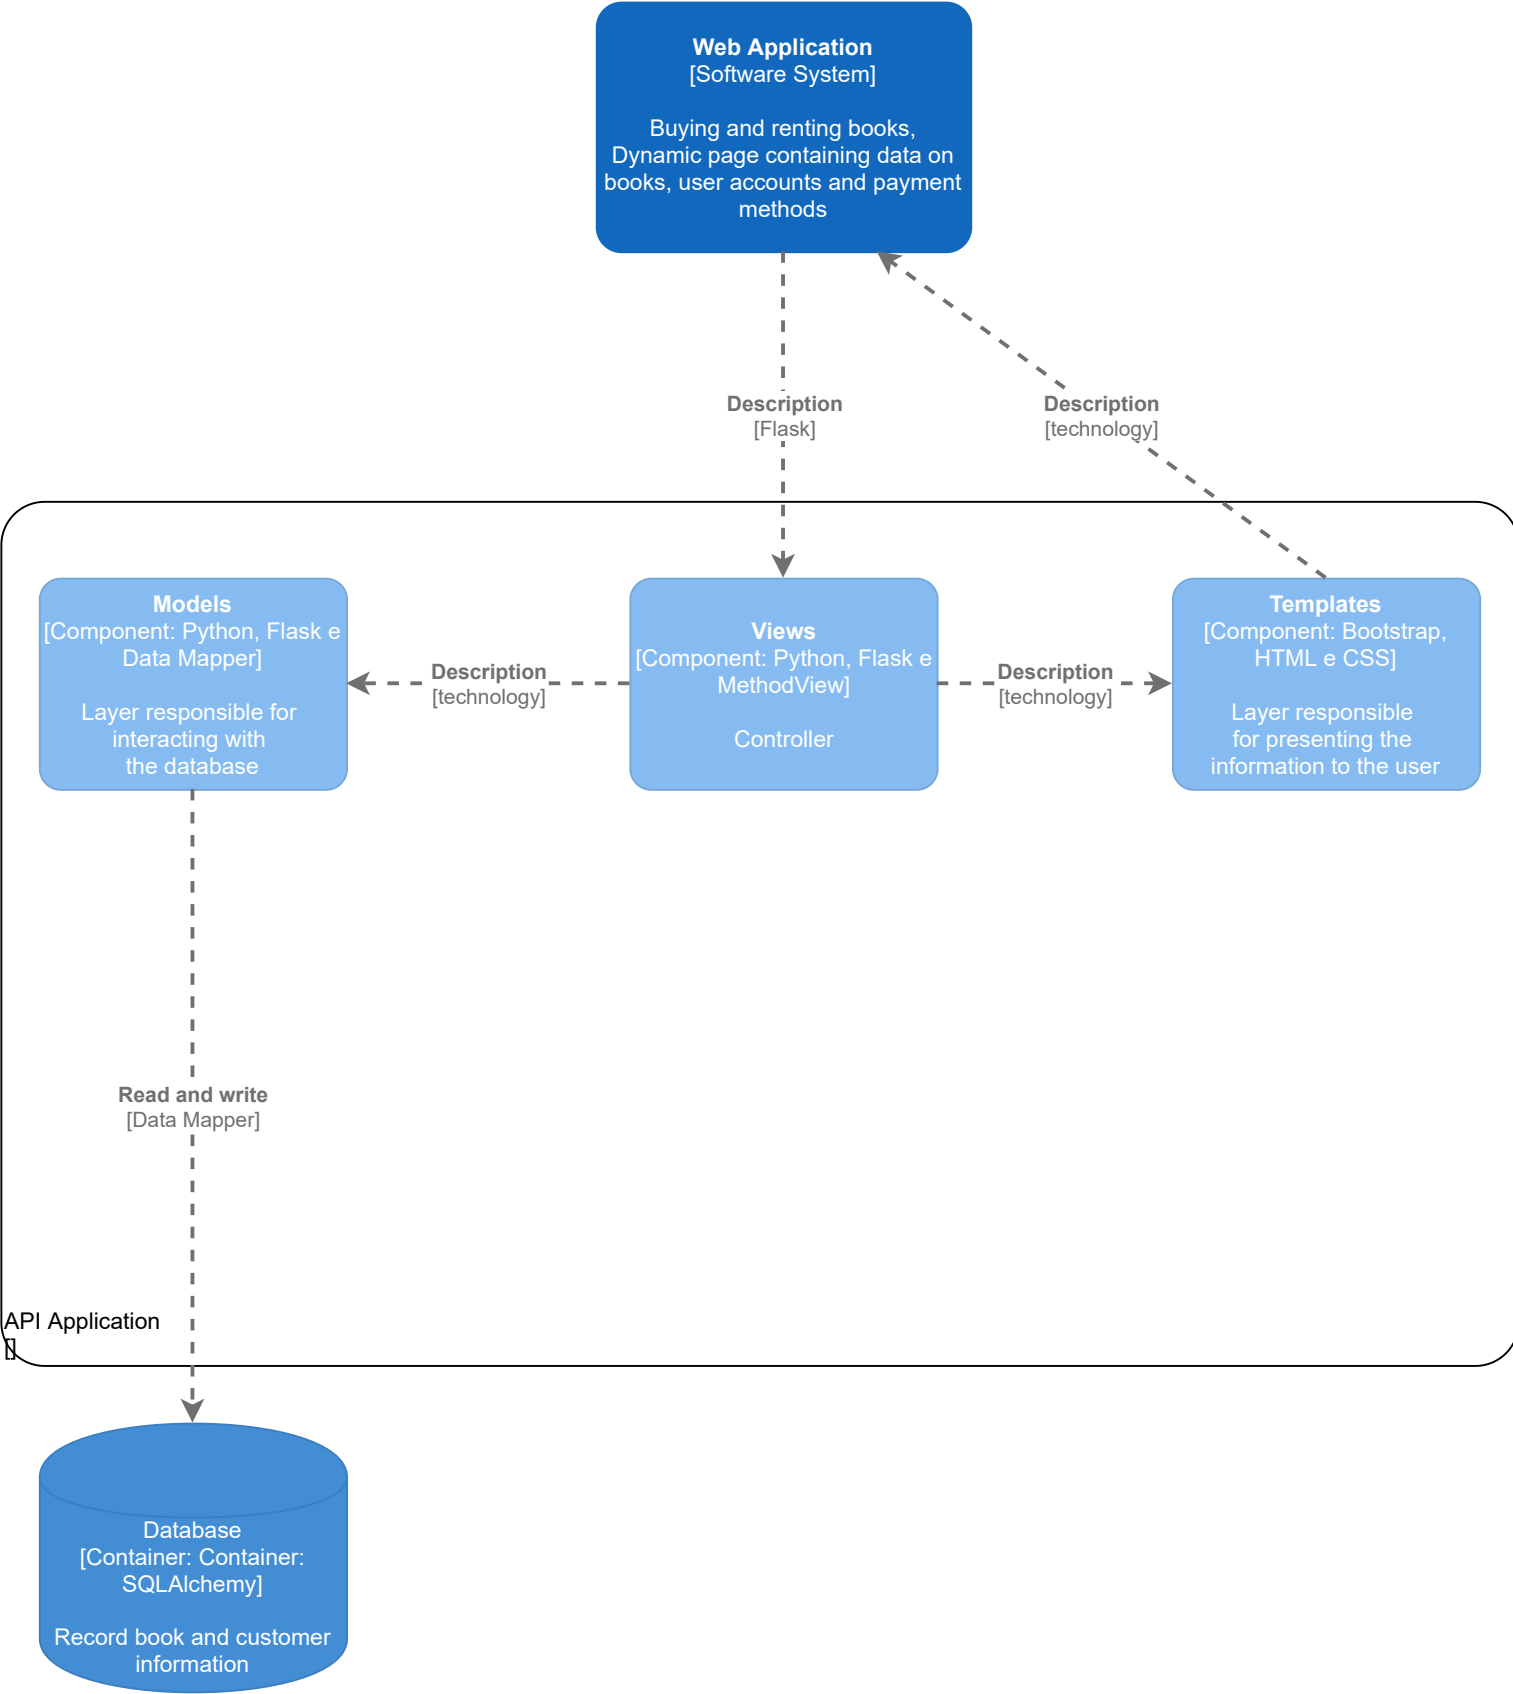 Web Application
[Software System]
Buying and renting books,
Dynamic page containing data on
books, user accounts and payment
methods
Description
[Flask]
Description
[technology]
Models
[Component: Python, Flask e
Data Mapper]
Layer responsible for
interacting with
the database
Description
[technology]
Views
[Component: Python, Flask e
MethodView]
Controller
Description
[technology]
Templates
[Component: Bootstrap,
HTML e CSS]
Layer responsible
for presenting the
information to the user
Read and write
[Data Mapper]
API Application
[]
Database
[Container: Container:
SQLAlchemy]
Record book and customer
information